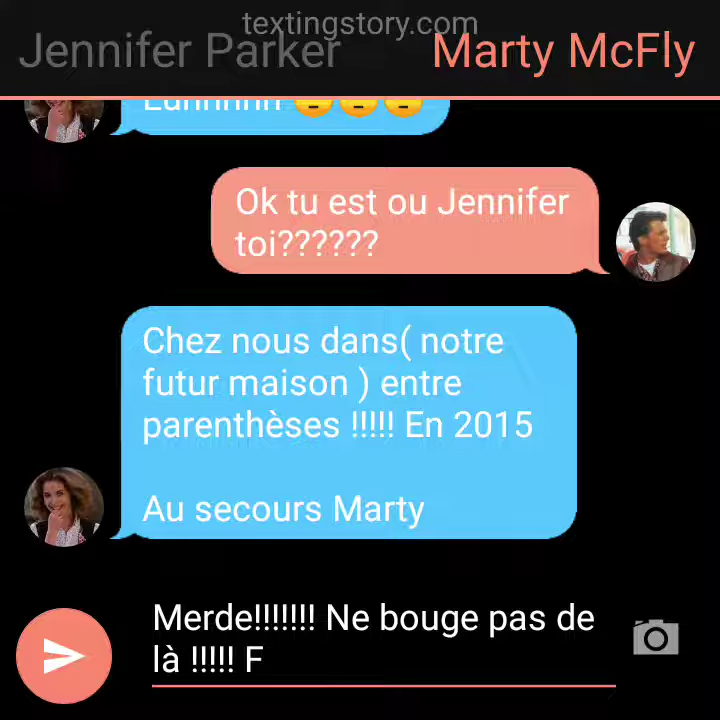 textingstory.com
Jennifer Parker
Marty McFly
Ok tu est ou Jennifer
toi??????
Chez nous dans( notre
futur maison ) entre
parenthèses !!!!! En 2015
Au secours Marty
Merde!!!!!!! Ne bouge pas de
là !!!!! F